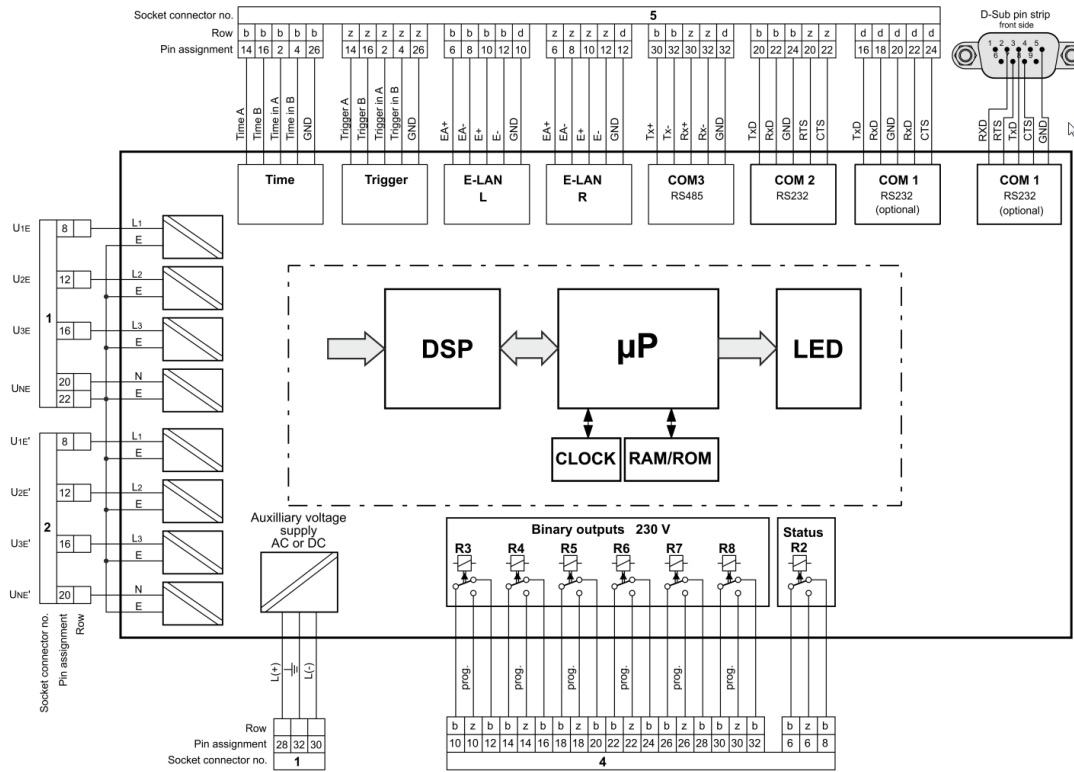 Socket connector no. 5
D-Sub pin strip
front side
Row b b b b b z z z z z b b b b d z z z z d b b z z z b b b z z d d d d d
Pin assignment 14 16 2 4 26 14 16 2 4 26 6 8 10 12 10 6 8 10 12 12 30 32 30 32 32 20 22 24 20 22 16 18 20 22 24
1 2 3 4 5
6 7 8 9
Time A Time B Time in A Time in B GND
Trigger A Trigger B Trigger in A Trigger in B GND
EA+ EA- E+ E- GND
EA+ EA- E+ E- GND
Tx+ Tx- Rx+ Rx- GND
TxD RxD GND RTS CTS
TxD RxD GND RxD CTS
RXD RTS TxD CTS GND
Time Trigger E-LAN E-LAN COM3 COM 2 COM 1 COM 1
L R RS485 RS232 RS232 RS232
(optional) (optional)
U1E 8 L1
E
U2E 12 L2
E
1
U3E 16 L3
E
UNE 20 N
22 E
DSP µP LED
CLOCK RAM/ROM
U1E' 8 L1
E
U2E' 12 L2
E
2
U3E' 16 L3
E
UNE' 20 N
E
Socket connector no.
Pin assignment
Row
Auxilliary voltage
supply
AC or DC
L(+) L(-)
Binary outputs 230 V
R3 R4 R5 R6 R7 R8
Status
R2
prog. prog. prog. prog. prog. prog.
Row
Pin assignment 28 32 30
Socket connector no. 1
b z b b z b b z b b z b b z b b z b b z b
10 10 12 14 14 16 18 18 20 22 22 24 26 26 28 30 30 32 6 6 8
4